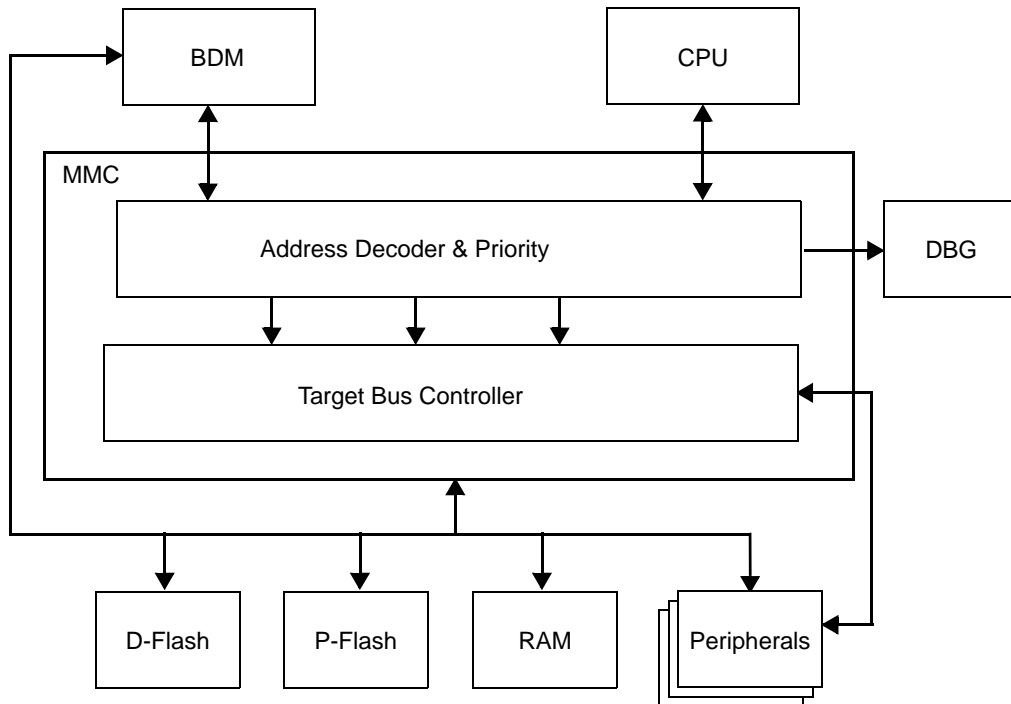 BDM
CPU
MMC
Address Decoder & Priority
DBG
Target Bus Controller
D-Flash
P-Flash
RAM
Peripherals